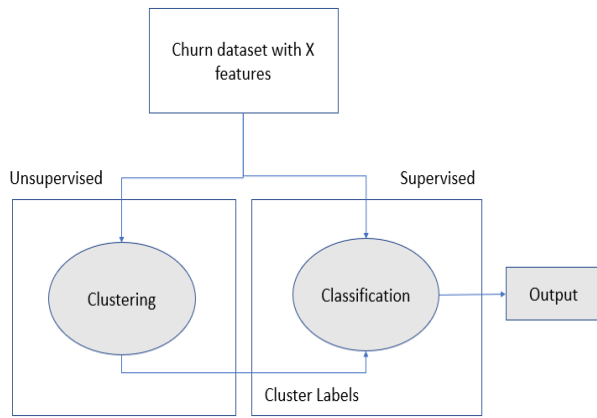 Churn dataset with X
features
Unsupervised
Supervised
Clustering
Classification
Output
Cluster Labels